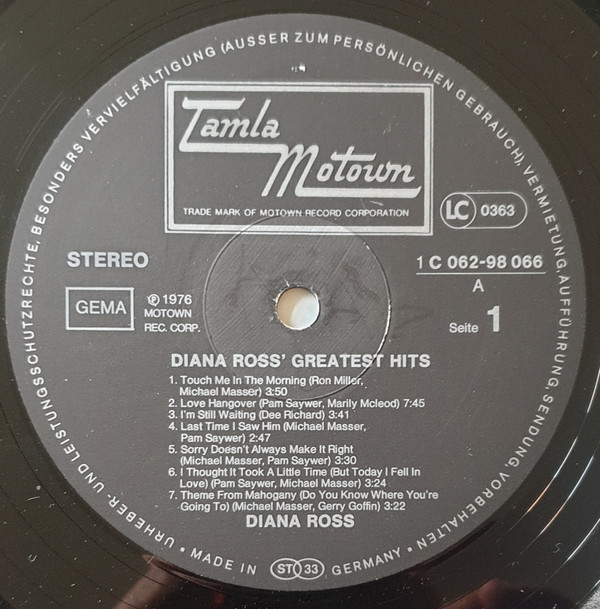 URHEBER- UND LEISTUNGSSCHUTZRECHTE, BESONDERS VERVIELFÄLTIGUNG (AUSSER ZUM PERSÖNLICHEN GEBRAUCH), VERMIETUNG, AUFFÜHRUNG, SENDUNG, VORBEHALTEN
Tamla
Motown
TRADE MARK OF MOTOWN RECORD CORPORATION
LC 0363
STEREO
1 C 062-98 066
A
GEMA
℗ 1976
MOTOWN
REC. CORP.
Seite 1
DIANA ROSS' GREATEST HITS
1. Touch Me In The Morning (Ron Miller,
Michael Masser) 3:50
2. Love Hangover (Pam Saywer, Marily Mcleod) 7:45
3. I'm Still Waiting (Dee Richard) 3:41
4. Last Time I Saw Him (Michael Masser,
Pam Saywer) 2:47
5. Sorry Doesn't Always Make It Right
(Michael Masser, Pam Saywer) 3:30
6. I Thought It Took A Little Time (But Today I Fell In
Love) (Pam Saywer, Michael Masser) 3:24
7. Theme From Mahogany (Do You Know Where You're
Going To) (Michael Masser, Gerry Goffin) 3:22
DIANA ROSS
• MADE IN ST 33 GERMANY •